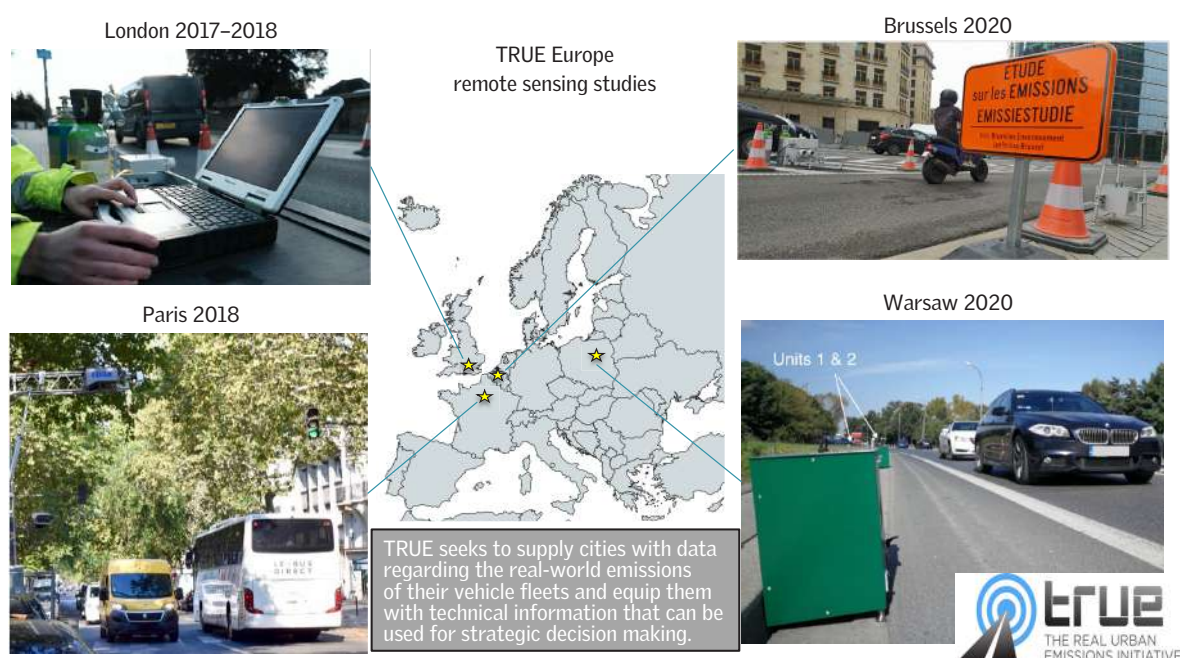 London 2017–2018
TRUE Europe
remote sensing studies
Brussels 2020
ETUDE
sur les EMISSIONS
EMISSIESTUDIE
Paris 2018
Warsaw 2020
Units 1 & 2
LE BUS
DIRECT
TRUE seeks to supply cities with data
regarding the real-world emissions
of their vehicle fleets and equip them
with technical information that can be
used for strategic decision making.
true
THE REAL URBAN
EMISSIONS INITIATIVE